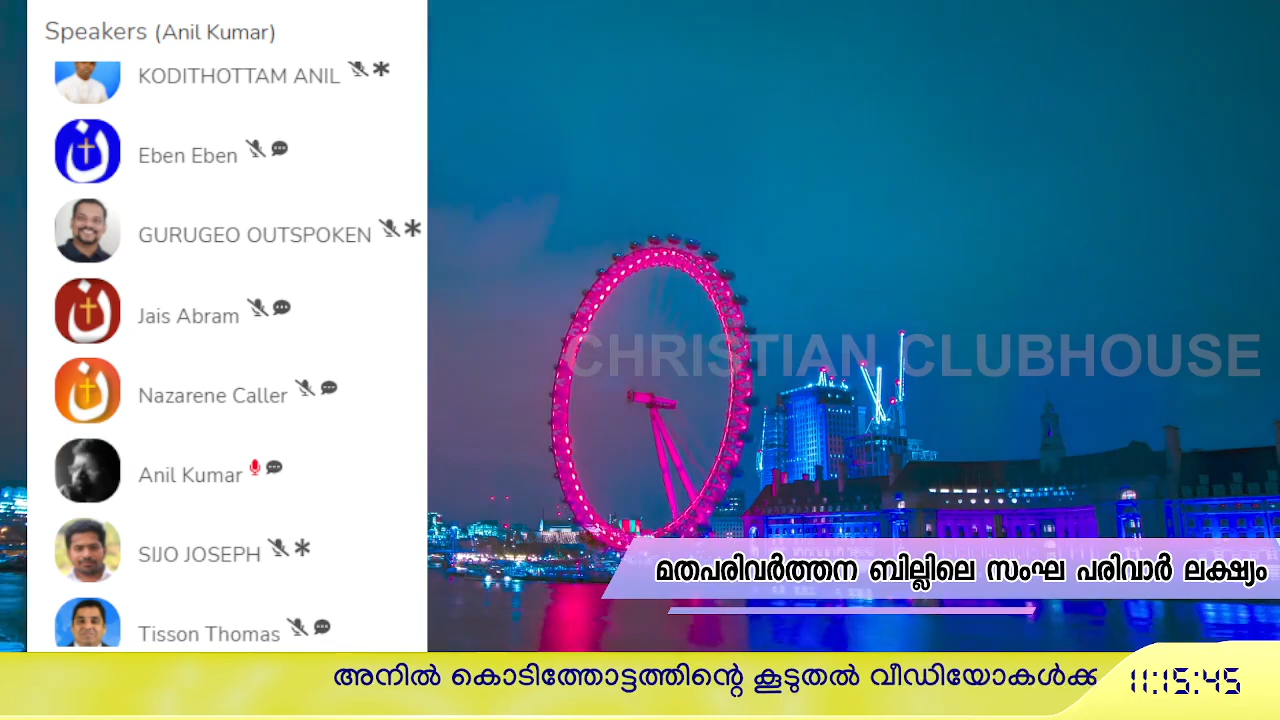 Speakers (Anil Kumar)
KODITHOTTAM ANIL
Eben Eben
GURUGEO OUTSPOKEN
Jais Abram
Nazarene Caller
Anil Kumar
SIJO JOSEPH
Tisson Thomas
CHRISTIAN CLUBHOUSE
മതപരിവർത്തന ബില്ലിലെ സംഘ പരിവാർ ലക്ഷ്യം
അനിൽ കൊടിത്തോട്ടത്തിന്റെ കൂടുതൽ വീഡിയോകൾക്ക
11:15:45